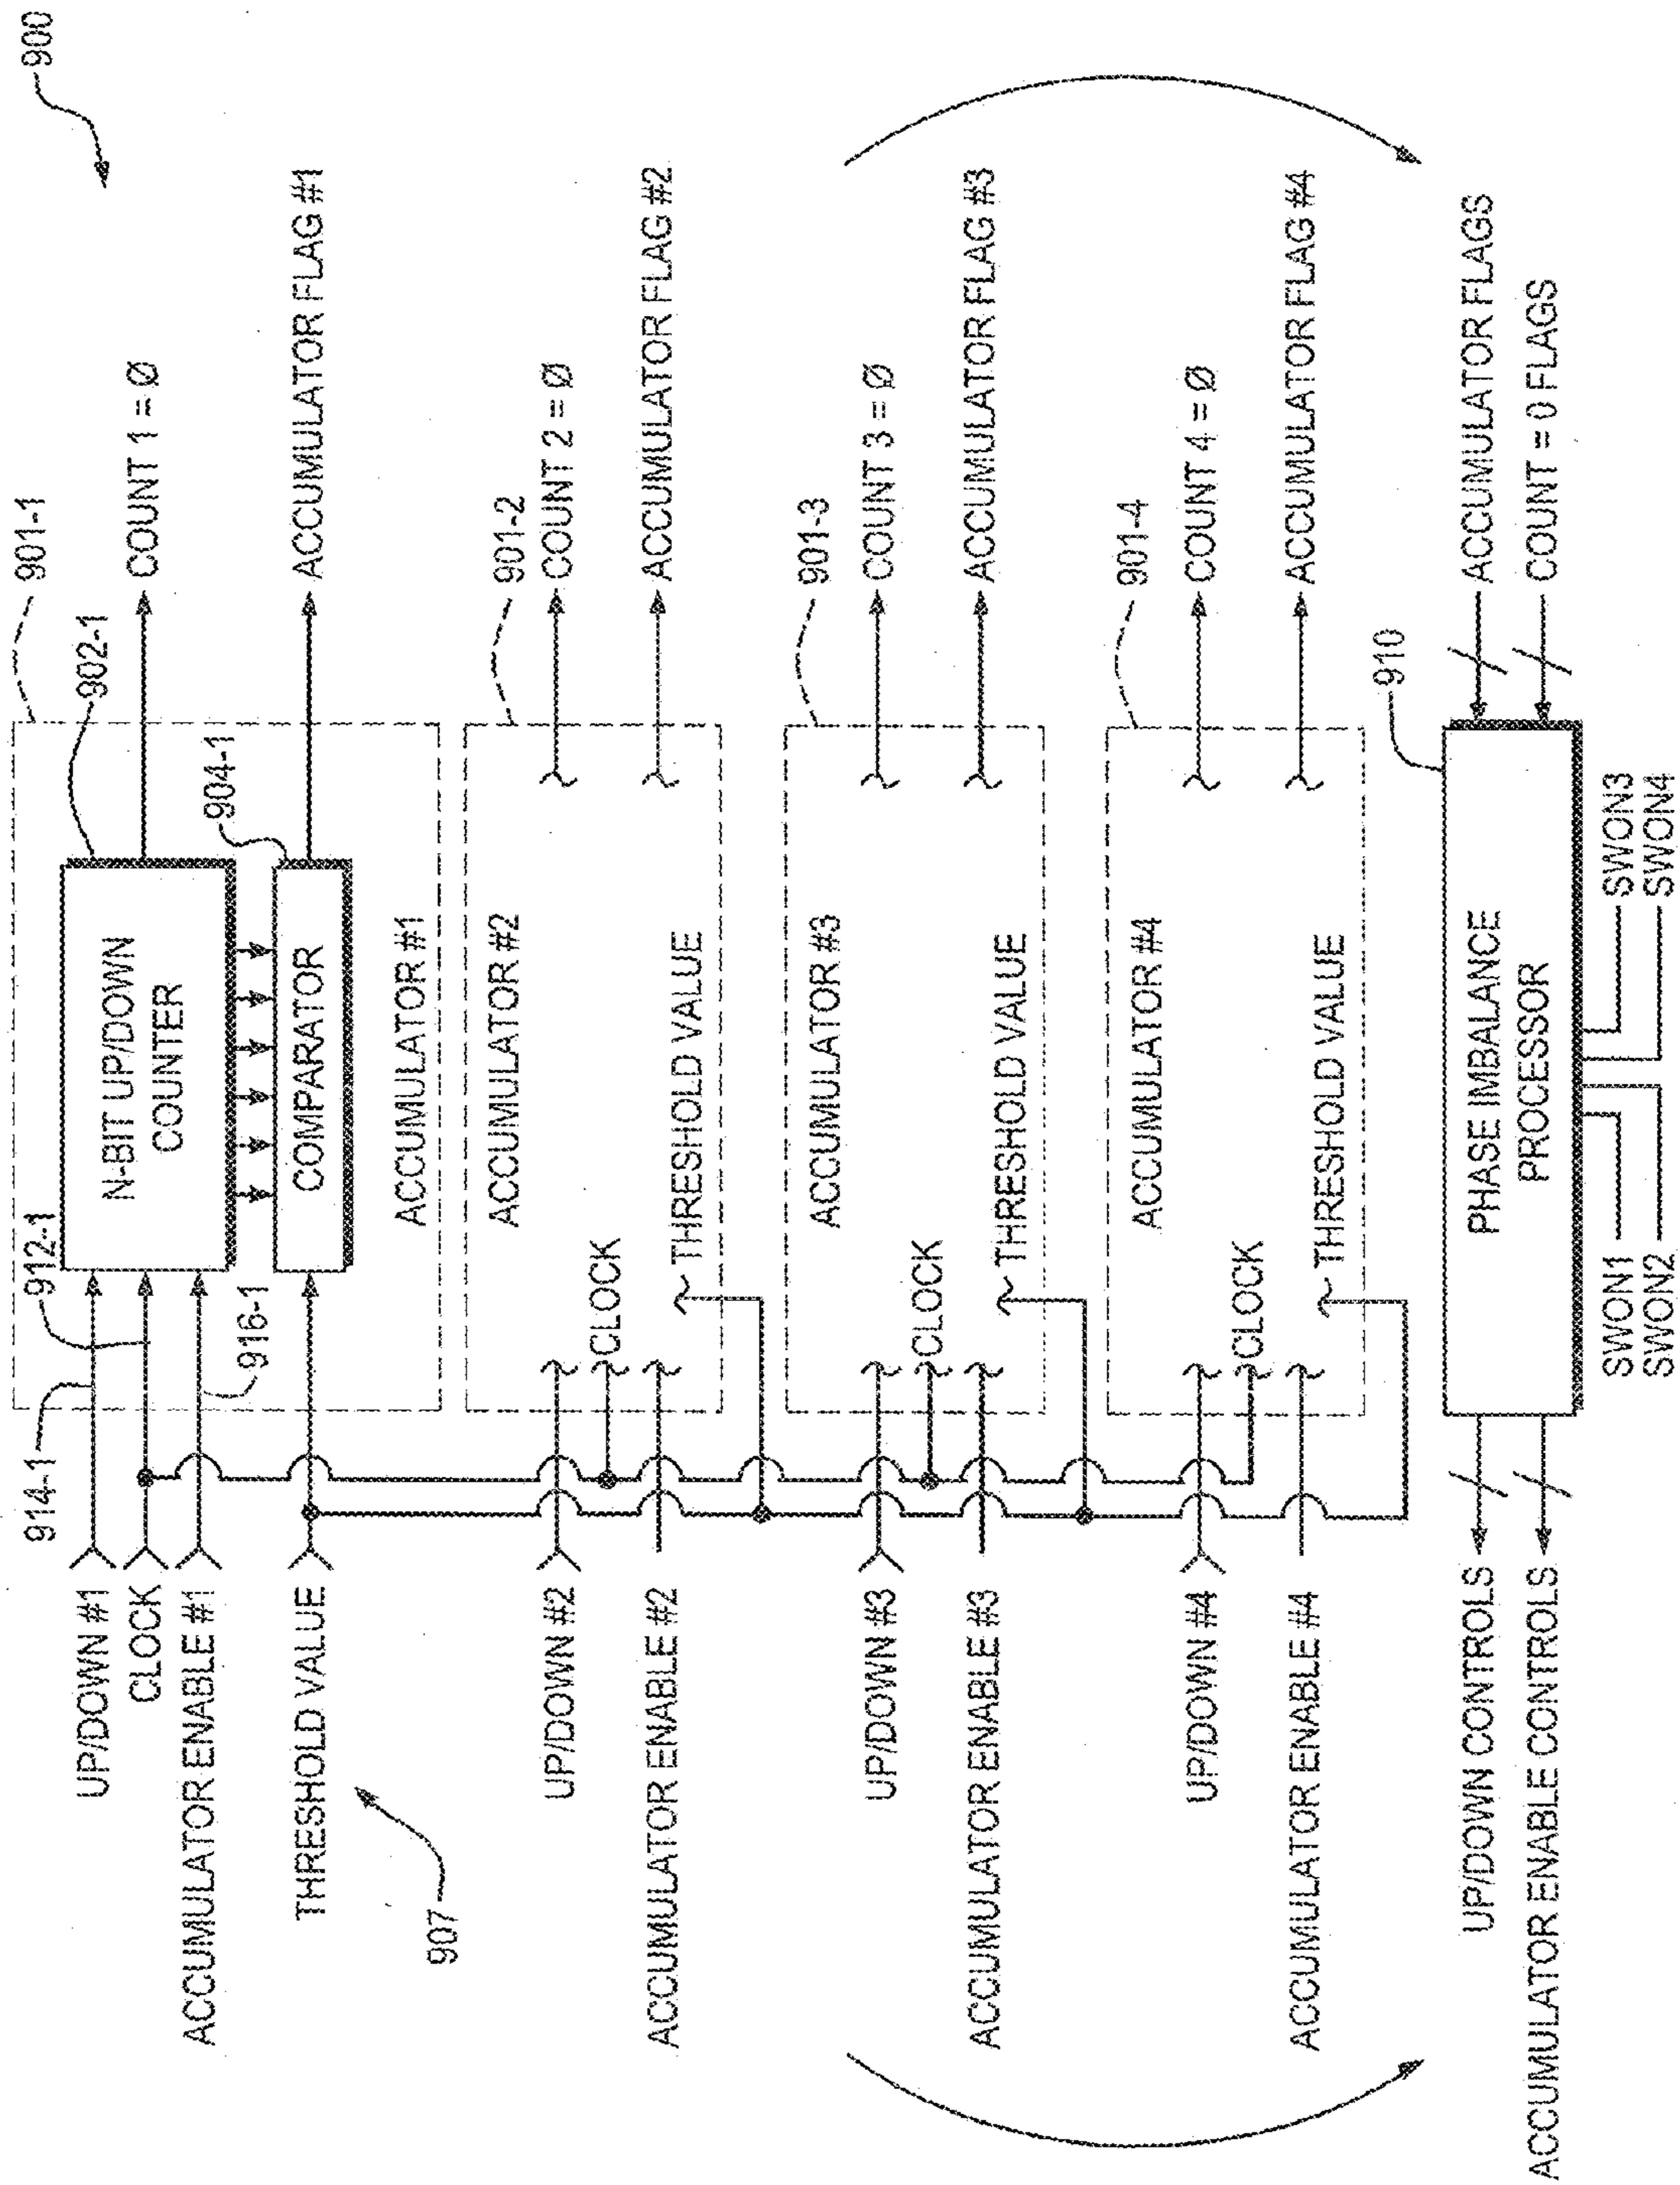 900
901-1
902-1
904-1
912-1
914-1
916-1
UP/DOWN #1
CLOCK
ACCUMULATOR ENABLE #1
THRESHOLD VALUE
907
N-BIT UP/DOWN
COUNTER
COMPARATOR
ACCUMULATOR #1
COUNT 1 = Ø
ACCUMULATOR FLAG #1
901-2
UP/DOWN #2
ACCUMULATOR ENABLE #2
ACCUMULATOR #2
CLOCK
THRESHOLD VALUE
COUNT 2 = Ø
ACCUMULATOR FLAG #2
901-3
UP/DOWN #3
ACCUMULATOR ENABLE #3
ACCUMULATOR #3
CLOCK
THRESHOLD VALUE
COUNT 3 = Ø
ACCUMULATOR FLAG #3
901-4
UP/DOWN #4
ACCUMULATOR ENABLE #4
ACCUMULATOR #4
CLOCK
THRESHOLD VALUE
COUNT 4 = Ø
ACCUMULATOR FLAG #4
910
UP/DOWN CONTROLS
ACCUMULATOR ENABLE CONTROLS
PHASE IMBALANCE
PROCESSOR
ACCUMULATOR FLAGS
COUNT = 0 FLAGS
SWON1
SWON2
SWON3
SWON4